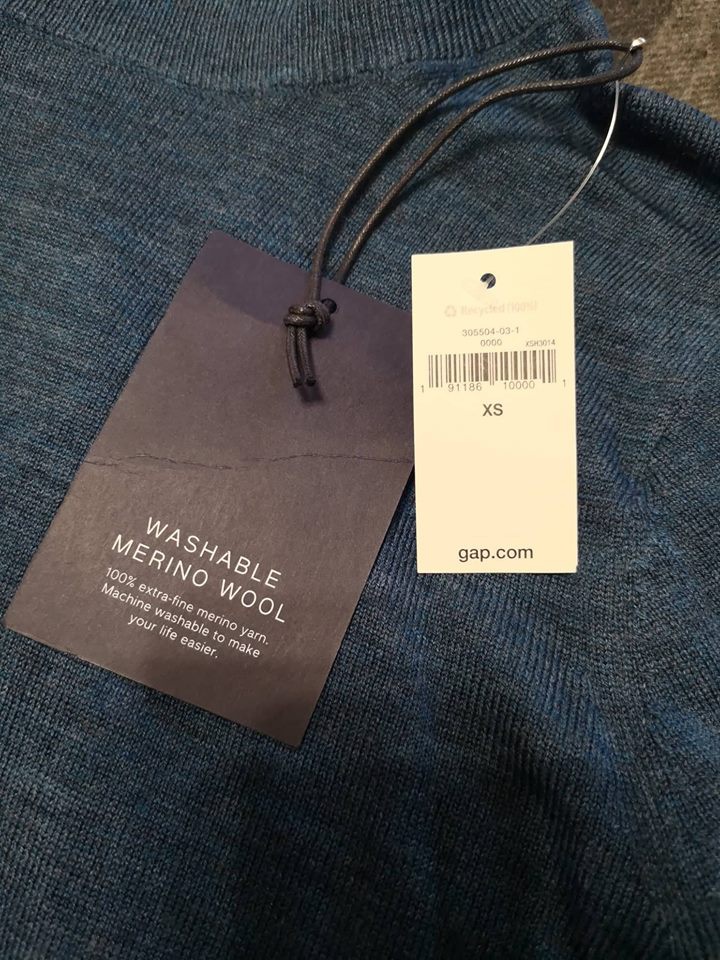 WASHABLE
MERINO WOOL
100% extra-fine merino yarn.
Machine washable to make
your life easier.
Recycled (100%)
305504-03-1
0000 XSH3014
1 91186 10000 1
XS
gap.com